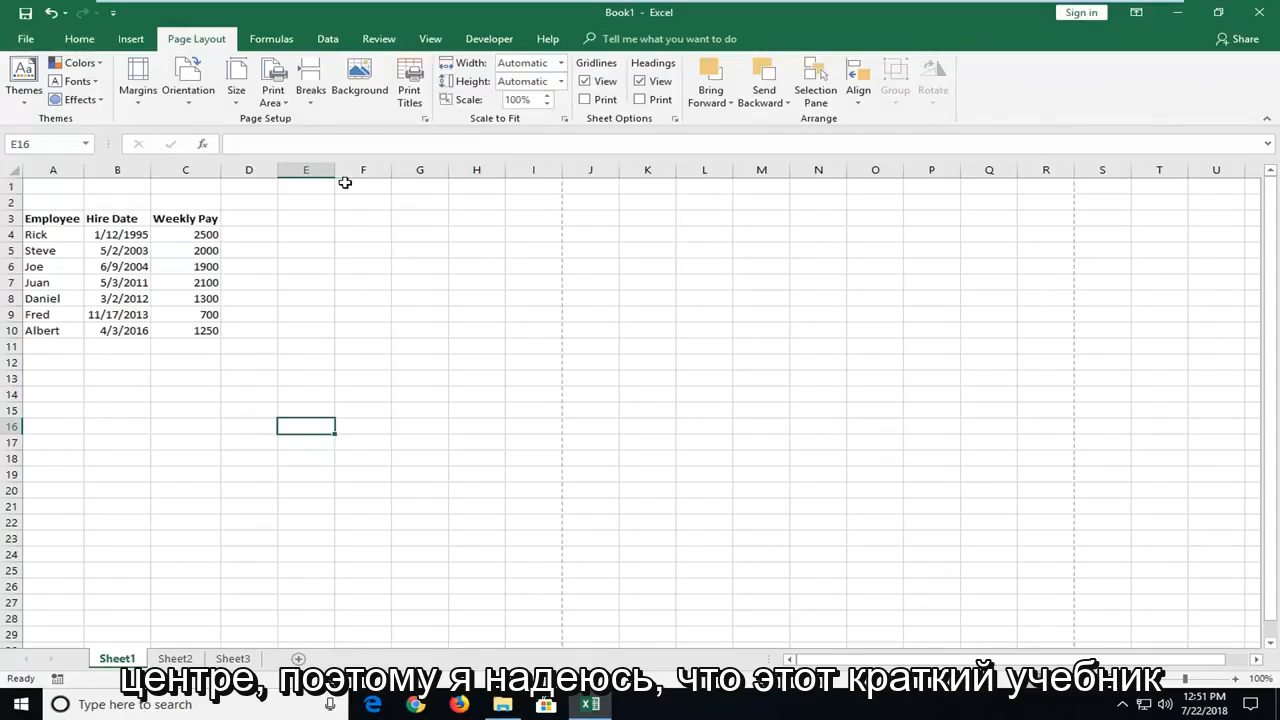 Book1 - Excel
Sign in
File Home Insert Page Layout Formulas Data Review View Developer Help Tell me what you want to do Share
Themes
Colors
Fonts
Effects
Themes
Margins Orientation Size Print Area Breaks Background Print Titles
Page Setup
Width: Automatic
Height: Automatic
Scale: 100%
Scale to Fit
Gridlines Headings
View View
Print Print
Sheet Options
Bring Forward Send Backward Selection Pane Align Group Rotate
Arrange
E16 fx
A B C D E F G H I J K L M N O P Q R S T U
1
2
3 Employee Hire Date Weekly Pay
4 Rick 1/12/1995 2500
5 Steve 5/2/2003 2000
6 Joe 6/9/2004 1900
7 Juan 5/3/2011 2100
8 Daniel 3/2/2012 1300
9 Fred 11/17/2013 700
10 Albert 4/3/2016 1250
11
12
13
14
15
16
17
18
19
20
21
22
23
24
25
26
27
28
29
Sheet1 Sheet2 Sheet3
центре, поэтому я надеюсь, что этот краткий учебник
Ready 100%
Type here to search
12:51 PM
7/22/2018